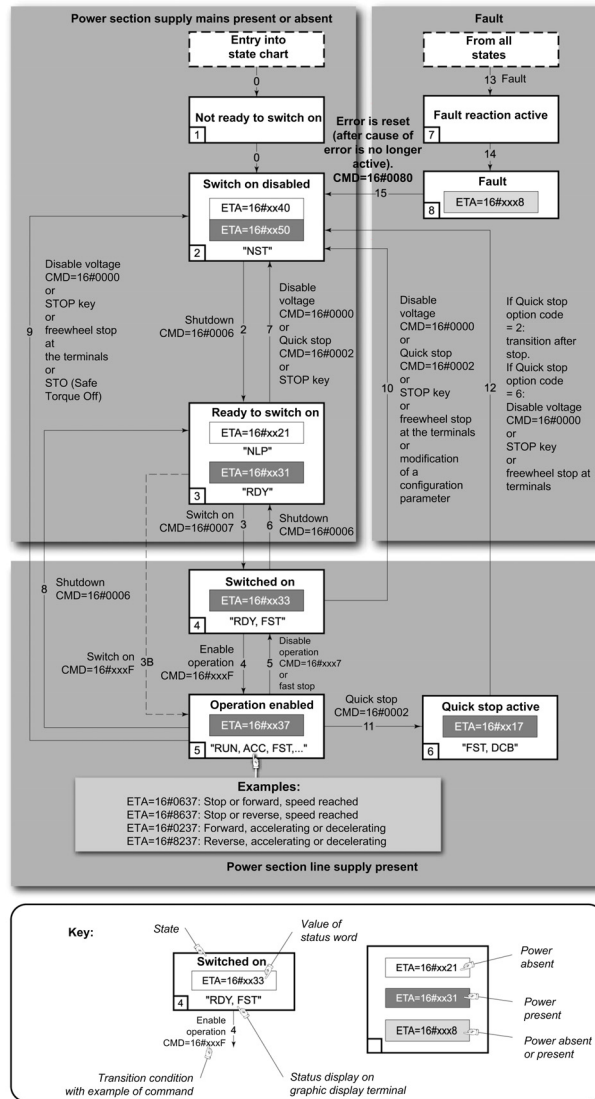 Power section supply mains present or absent
Entry into
state chart
0
Not ready to switch on
1
0
Switch on disabled
ETA=16#xx40
ETA=16#xx50
"NST"
2
Fault
From all
states
13
Fault
Fault reaction active
7
14
Fault
ETA=16#xxx8
8
Error is reset
(after cause of
error is no longer
active).
CMD=16#0080
15
9
Disable voltage
CMD=16#0000
or
STOP key
or
freewheel stop
at
the terminals
or
STO (Safe
Torque Off)
Shutdown
CMD=16#0006
2
7
Disable
voltage
CMD=16#0000
or
Quick stop
CMD=16#0002
or
STOP key
10
Disable
voltage
CMD=16#0000
or
Quick stop
CMD=16#0002
or
STOP key
or
freewheel stop
at the terminals
or
modification
of a
configuration
parameter
12
If Quick stop
option code
= 2:
transition after
stop.
If Quick stop
option code
= 6:
Disable voltage
CMD=16#0000
or
STOP key
or
freewheel stop at
terminals
Ready to switch on
ETA=16#xx21
"NLP"
ETA=16#xx31
"RDY"
3
Switch on
CMD=16#0007
3
6
Shutdown
CMD=16#0006
8
Shutdown
CMD=16#0006
Switched on
ETA=16#xx33
"RDY, FST"
4
Switch on
CMD=16#xxxF
3B
Enable
operation
CMD=16#xxxF
4
5
Disable
operation
CMD=16#xxx7
or
fast stop
Operation enabled
ETA=16#xx37
"RUN, ACC, FST,..."
5
Quick stop
CMD=16#0002
11
Quick stop active
ETA=16#xx17
"FST, DCB"
6
Examples:
ETA=16#0637: Stop or forward, speed reached
ETA=16#8637: Stop or reverse, speed reached
ETA=16#0237: Forward, accelerating or decelerating
ETA=16#8237: Reverse, accelerating or decelerating
Power section line supply present
Key:
State
Value of
status word
Switched on
ETA=16#xx33
"RDY, FST"
4
Enable
operation
CMD=16#xxxF
4
Transition condition
with example of command
Status display on
graphic display terminal
ETA=16#xx21
ETA=16#xx31
ETA=16#xxx8
Power
absent
Power
present
Power absent
or present